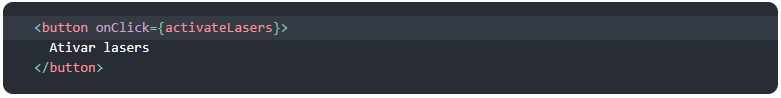 <button onClick={activateLasers}>
  Ativar lasers
</button>